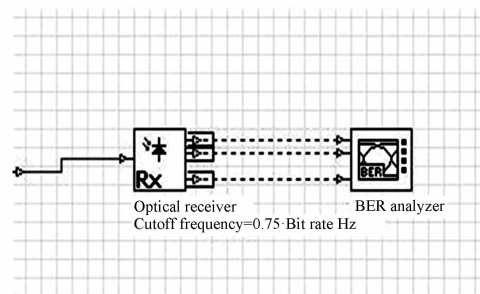 Rx
BER
Optical receiver
Cutoff frequency=0.75·Bit rate Hz
BER analyzer